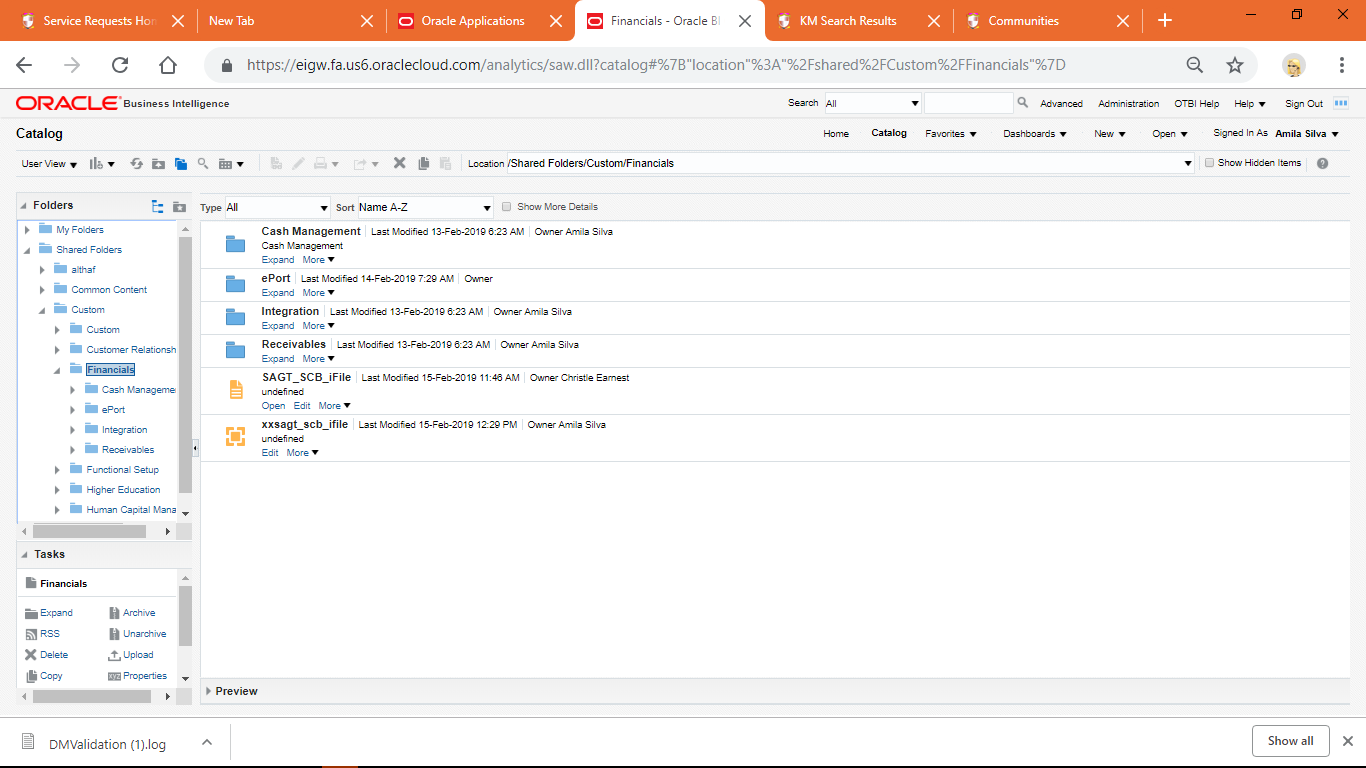 Service Requests Hon
New Tab
Oracle Applications
Financials - Oracle BI
KM Search Results
Communities
https://eigw.fa.us6.oraclecloud.com/analytics/saw.dll?catalog#%7B"location"%3A"%2Fshared%2FCustom%2FFinancials"%7D
ORACLE Business Intelligence
Search All Advanced Administration OTBI Help Help Sign Out
Catalog
Home Catalog Favorites Dashboards New Open Signed In As Amila Silva
User View Location /Shared Folders/Custom/Financials Show Hidden Items
Folders
My Folders
Shared Folders
althaf
Common Content
Custom
Custom
Customer Relationsh
Financials
Cash Manageme
ePort
Integration
Receivables
Functional Setup
Higher Education
Human Capital Mana
Tasks
Financials
Expand Archive
RSS Unarchive
Delete Upload
Copy Properties
Type All Sort Name A-Z Show More Details
Cash Management Last Modified 13-Feb-2019 6:23 AM Owner Amila Silva
Cash Management
Expand More
ePort Last Modified 14-Feb-2019 7:29 AM Owner
Expand More
Integration Last Modified 13-Feb-2019 6:23 AM Owner Amila Silva
Expand More
Receivables Last Modified 13-Feb-2019 6:23 AM Owner Amila Silva
Expand More
SAGT_SCB_iFile Last Modified 15-Feb-2019 11:46 AM Owner Christle Earnest
undefined
Open Edit More
xxsagt_scb_ifile Last Modified 15-Feb-2019 12:29 PM Owner Amila Silva
undefined
Edit More
Preview
DMValidation (1).log
Show all